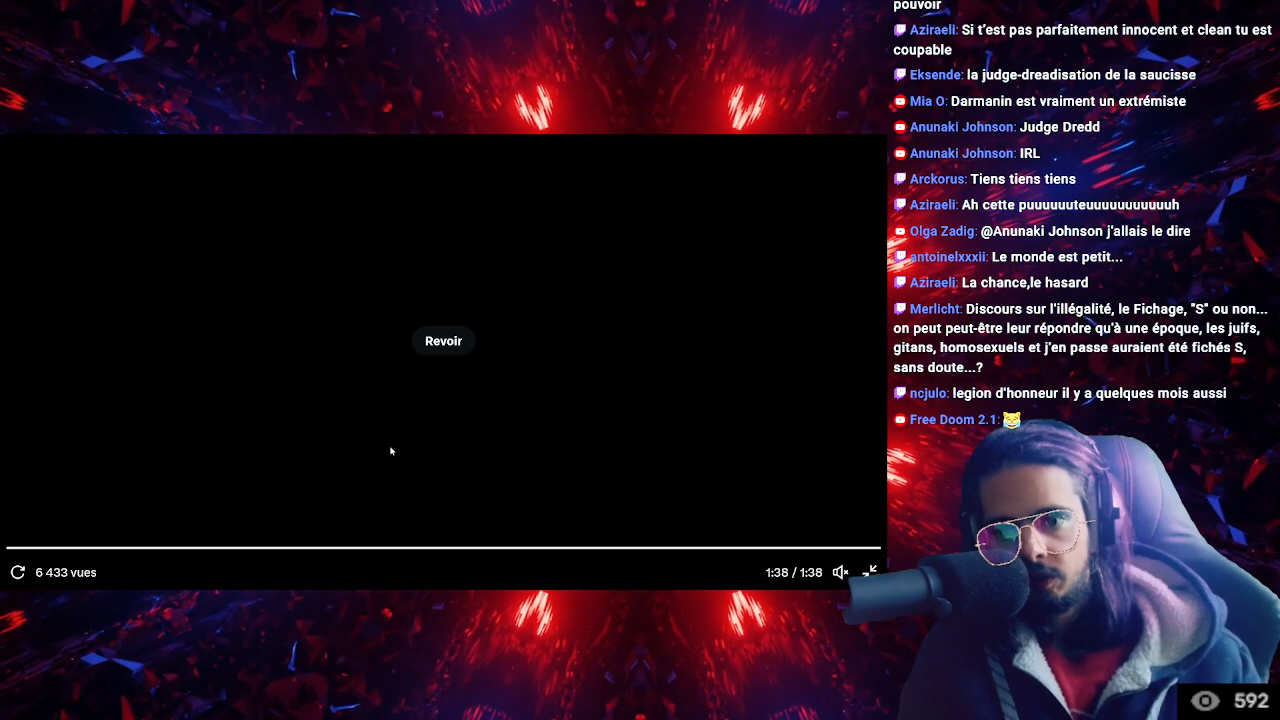 pouvoir
Aziraeli: Si t'est pas parfaitement innocent et clean tu est
coupable
Eksende: la judge-dreadisation de la saucisse
Mia O: Darmanin est vraiment un extrémiste
Anunaki Johnson: Judge Dredd
Anunaki Johnson: IRL
Arckorus: Tiens tiens tiens
Aziraeli: Ah cette puuuuuuteuuuuuuuuuuuh
Olga Zadig: @Anunaki Johnson j'allais le dire
antoinelxxxii: Le monde est petit...
Aziraeli: La chance,le hasard
Merlicht: Discours sur l'illégalité, le Fichage, "S" ou non...
on peut peut-être leur répondre qu'à une époque, les juifs,
gitans, homosexuels et j'en passe auraient été fichés S,
sans doute...?
ncjulo: legion d'honneur il y a quelques mois aussi
Free Doom 2.1:
Revoir
6 433 vues
1:38 / 1:38
592